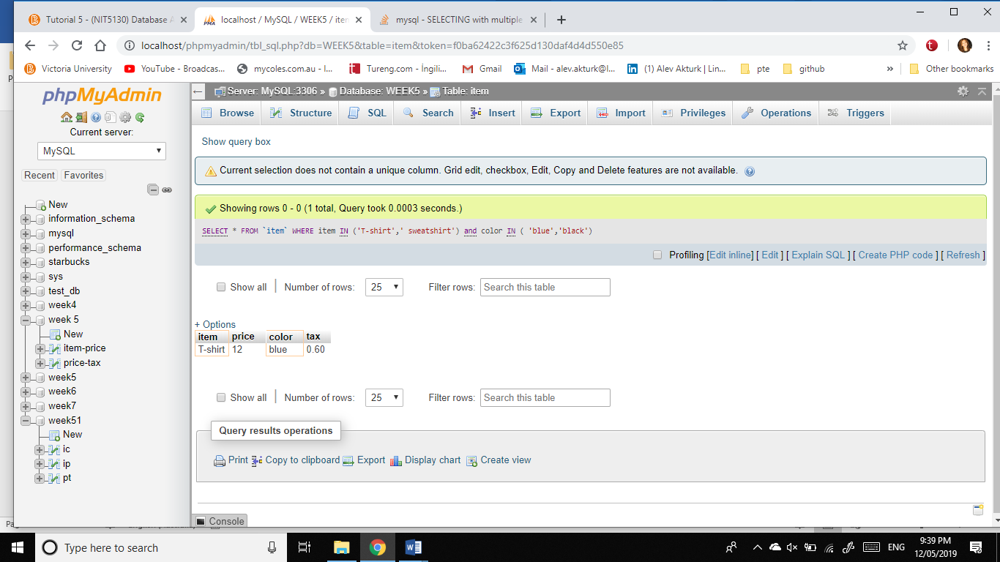 Tutorial 5 - (NIT5130) Database A
localhost / MySQL / WEEK5 / item
mysql - SELECTING with multiple
localhost/phpmyadmin/tbl_sql.php?db=WEEK5&table=item&token=f0ba62422c3f625d130daf4d4d550e85
Victoria University
YouTube - Broadcas...
mycoles.com.au - I...
Tureng.com - İngili...
Gmail
Mail - alev.akturk@l...
(1) Alev Akturk | Lin...
pte
github
»
Other bookmarks
phpMyAdmin
Current server:
MySQL
Recent Favorites
New
information_schema
mysql
performance_schema
starbucks
sys
test_db
week4
week 5
New
item-price
price-tax
week5
week6
week7
week51
New
ic
ip
pt
Server: MySQL:3306 » Database: WEEK5 » Table: item
Browse Structure SQL Search Insert Export Import Privileges Operations Triggers
Show query box
Current selection does not contain a unique column. Grid edit, checkbox, Edit, Copy and Delete features are not available.
Showing rows 0 - 0 (1 total, Query took 0.0003 seconds.)
SELECT * FROM `item` WHERE item IN ('T-shirt',' sweatshirt') and color IN ( 'blue','black')
Profiling [Edit inline] [ Edit ] [ Explain SQL ] [ Create PHP code ] [ Refresh ]
Show all | Number of rows: 25 Filter rows: Search this table
+ Options
item price color tax
T-shirt 12 blue 0.60
Show all | Number of rows: 25 Filter rows: Search this table
Query results operations
Print Copy to clipboard Export Display chart Create view
Console
Type here to search
ENG
9:39 PM
12/05/2019